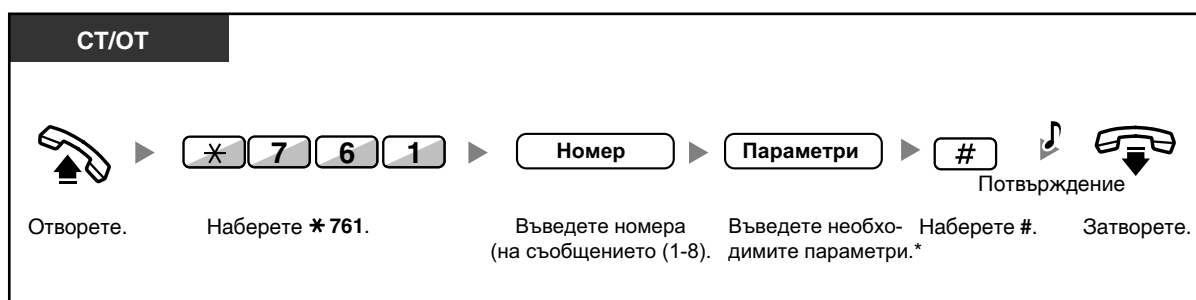 СТ/ОТ
* 7 6 1
Номер
Параметри
#
Потвърждение
Отворете.
Наберете * 761.
Въведете номера
(на съобщението (1-8).
Въведете необхо-
димите параметри.*
Наберете #.
Затворете.